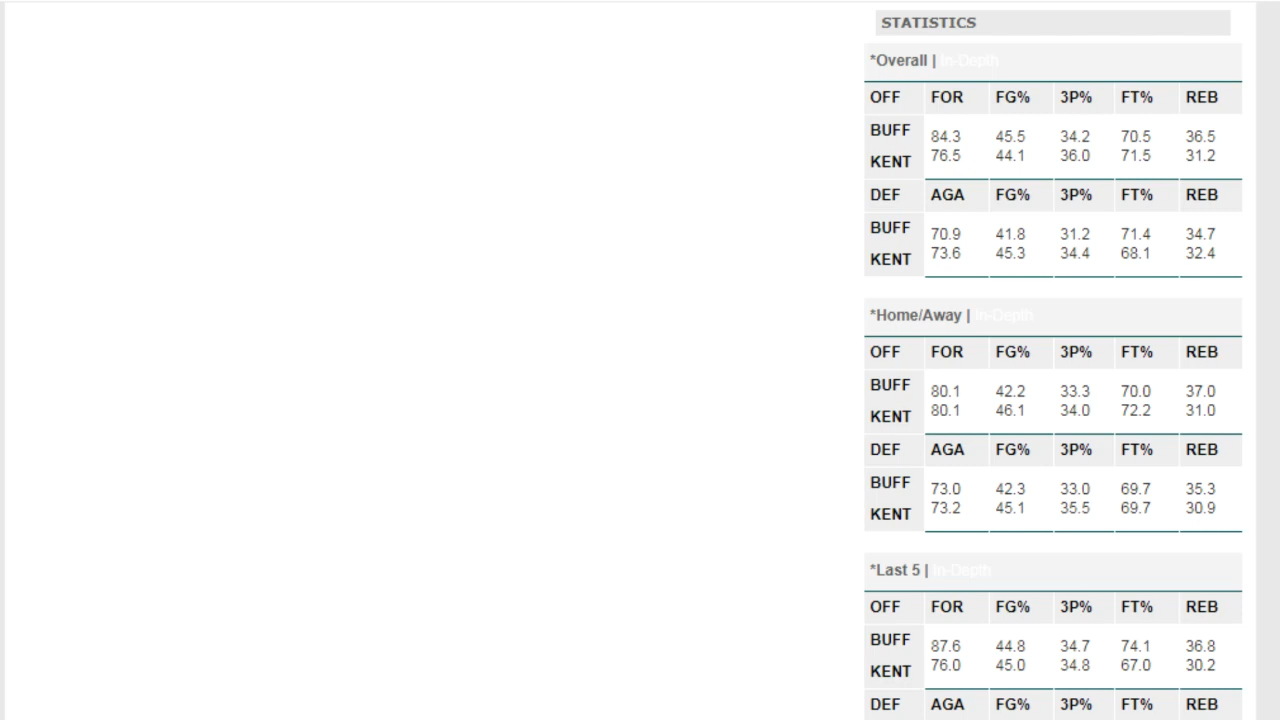 STATISTICS
*Overall | In-Depth
OFF FOR FG% 3P% FT% REB
BUFF 84.3 45.5 34.2 70.5 36.5
KENT 76.5 44.1 36.0 71.5 31.2
DEF AGA FG% 3P% FT% REB
BUFF 70.9 41.8 31.2 71.4 34.7
KENT 73.6 45.3 34.4 68.1 32.4
*Home/Away | In-Depth
OFF FOR FG% 3P% FT% REB
BUFF 80.1 42.2 33.3 70.0 37.0
KENT 80.1 46.1 34.0 72.2 31.0
DEF AGA FG% 3P% FT% REB
BUFF 73.0 42.3 33.0 69.7 35.3
KENT 73.2 45.1 35.5 69.7 30.9
*Last 5 | In-Depth
OFF FOR FG% 3P% FT% REB
BUFF 87.6 44.8 34.7 74.1 36.8
KENT 76.0 45.0 34.8 67.0 30.2
DEF AGA FG% 3P% FT% REB